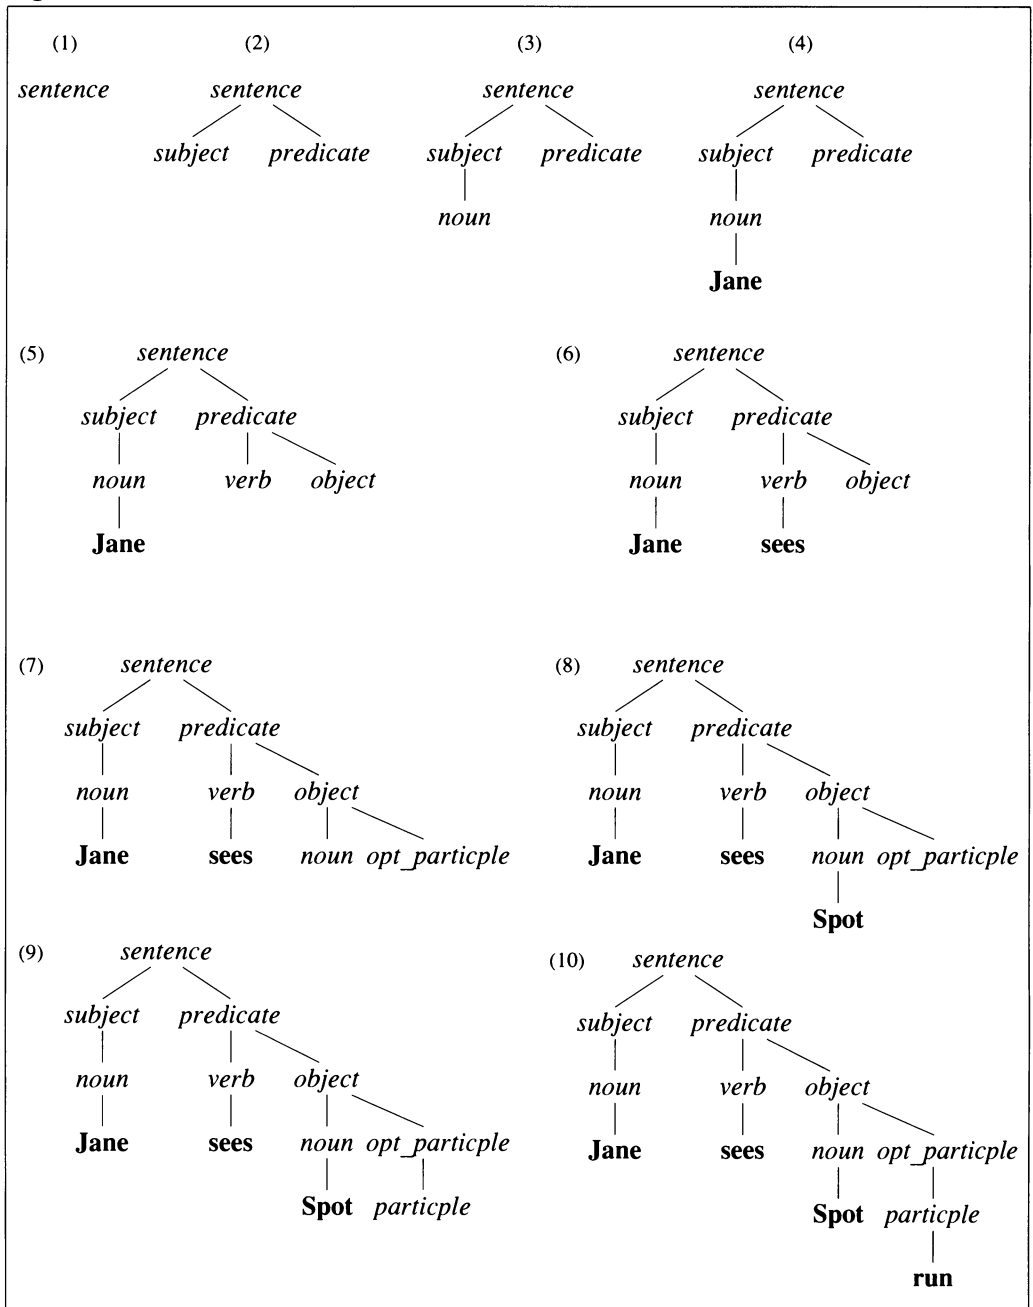 (1) (2) (3) (4)
sentence sentence sentence sentence
subject predicate subject predicate subject predicate
noun noun
Jane
(5) sentence (6) sentence
subject predicate subject predicate
noun verb object noun verb object
Jane Jane sees
(7) sentence (8) sentence
subject predicate subject predicate
noun verb object noun verb object
Jane sees noun opt_particple Jane sees noun opt_particple
Spot
(9) sentence (10) sentence
subject predicate subject predicate
noun verb object noun verb object
Jane sees noun opt_particple Jane sees noun opt_particple
Spot particple Spot particple
run